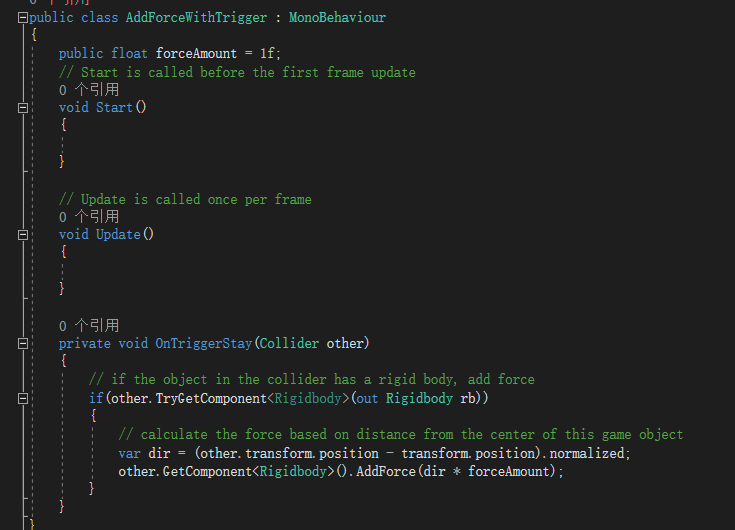 0 个引用
public class AddForceWithTrigger : MonoBehaviour
{
public float forceAmount = 1f;
// Start is called before the first frame update
0 个引用
void Start()
{
}
// Update is called once per frame
0 个引用
void Update()
{
}
0 个引用
private void OnTriggerStay(Collider other)
{
// if the object in the collider has a rigid body, add force
if(other.TryGetComponent<Rigidbody>(out Rigidbody rb))
{
// calculate the force based on distance from the center of this game object
var dir = (other.transform.position - transform.position).normalized;
other.GetComponent<Rigidbody>().AddForce(dir * forceAmount);
}
}
}